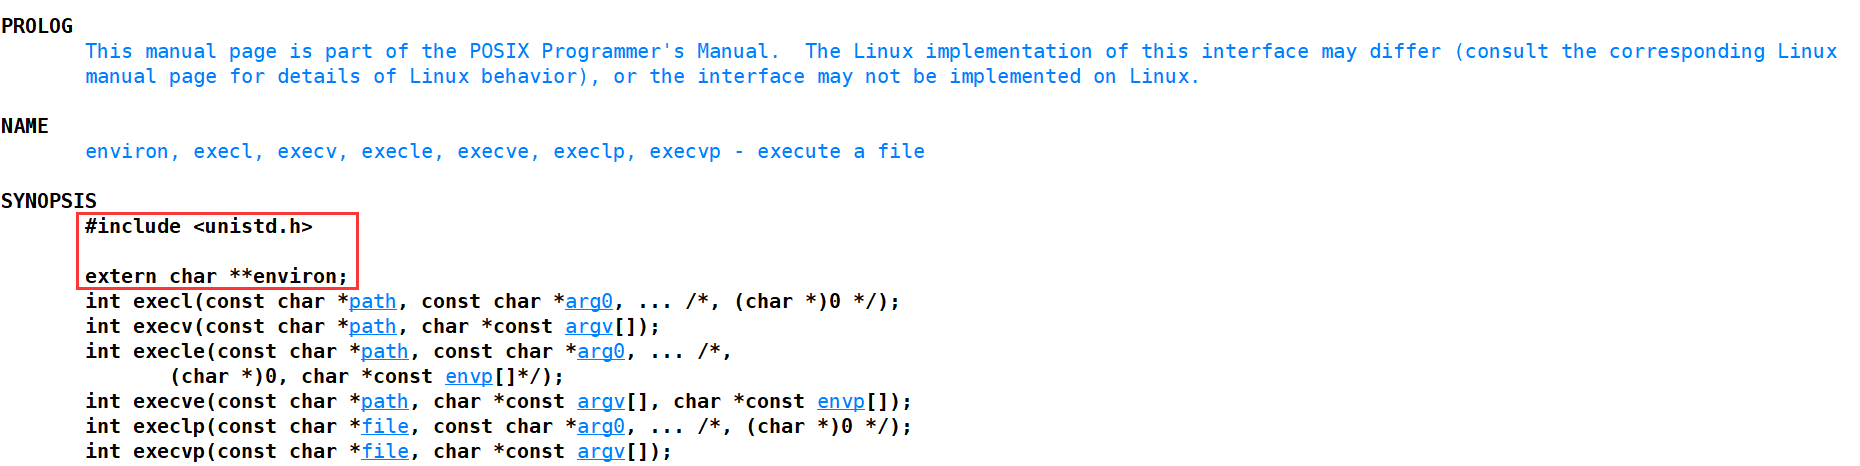 PROLOG
This manual page is part of the POSIX Programmer's Manual.  The Linux implementation of this interface may differ (consult the corresponding Linux
manual page for details of Linux behavior), or the interface may not be implemented on Linux.
NAME
environ, execl, execv, execle, execve, execlp, execvp - execute a file
SYNOPSIS
#include <unistd.h>
extern char **environ;
int execl(const char *path, const char *arg0, ... /*, (char *)0 */);
int execv(const char *path, char *const argv[]);
int execle(const char *path, const char *arg0, ... /*,
(char *)0, char *const envp[]*/);
int execve(const char *path, char *const argv[], char *const envp[]);
int execlp(const char *file, const char *arg0, ... /*, (char *)0 */);
int execvp(const char *file, char *const argv[]);